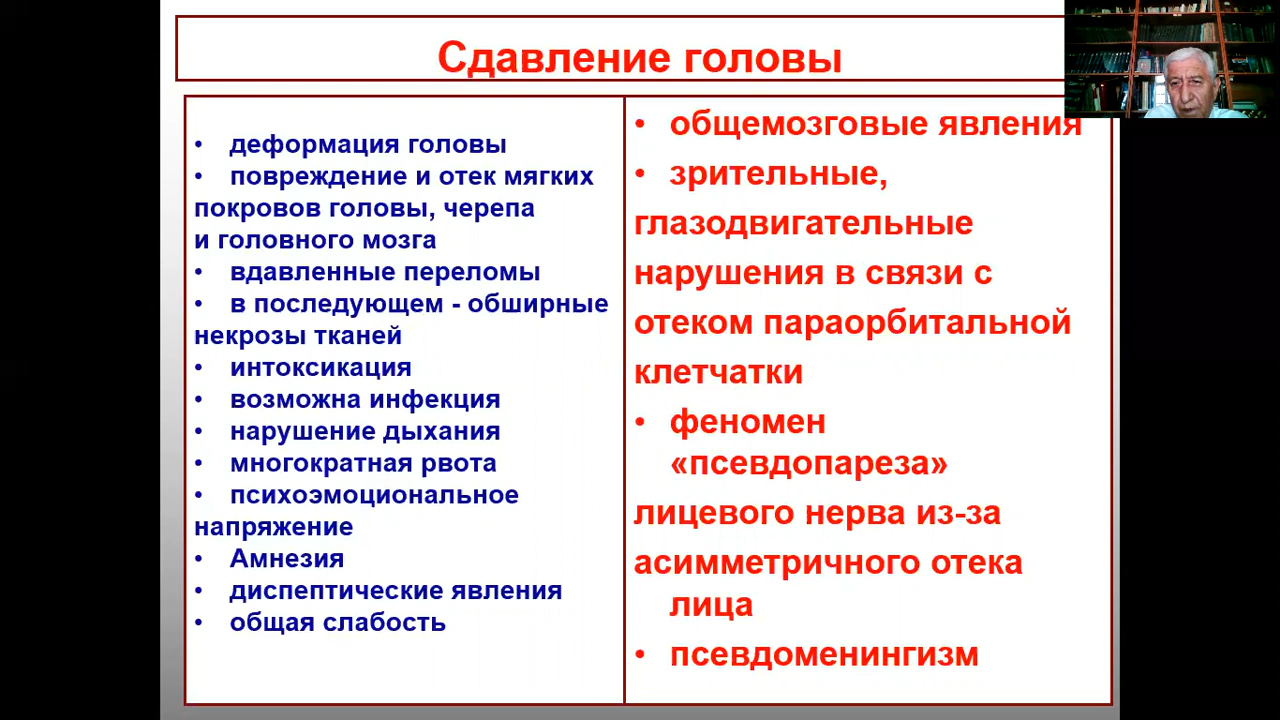 Сдавление головы
• деформация головы
• повреждение и отек мягких
покровов головы, черепа
и головного мозга
• вдавленные переломы
• в последующем - обширные
некрозы тканей
• интоксикация
• возможна инфекция
• нарушение дыхания
• многократная рвота
• психоэмоциональное
напряжение
• Амнезия
• диспептические явления
• общая слабость
• общемозговые явления
• зрительные,
глазодвигательные
нарушения в связи с
отеком параорбитальной
клетчатки
• феномен
«псевдопареза»
лицевого нерва из-за
асимметричного отека
лица
• псевдоменингизм